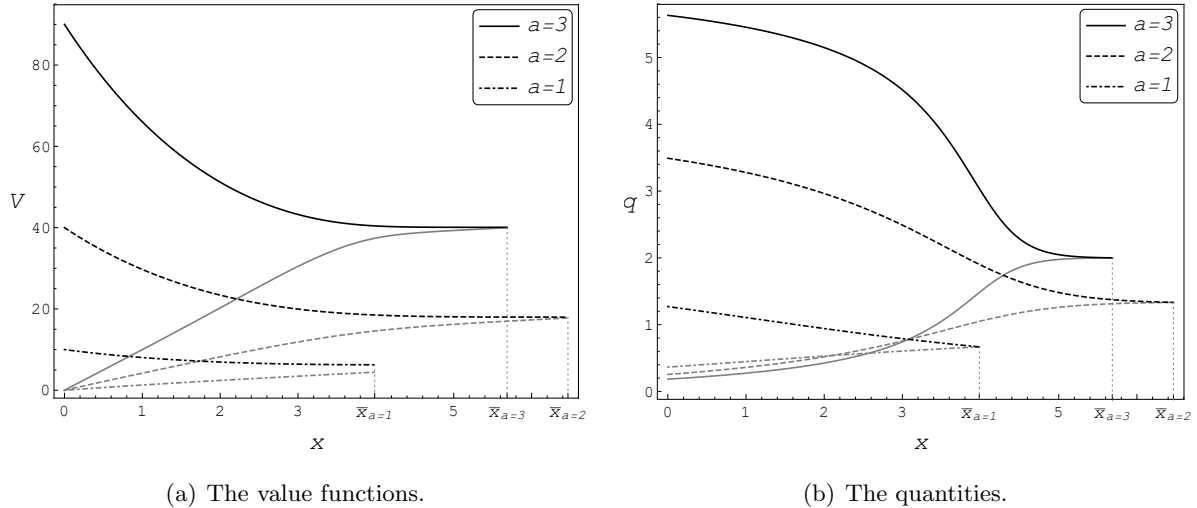 a=3
a=2
a=1
80
60
V
40
20
0
0 1 2 3 x̅a=1 5 x̅a=3 x̅a=2
x
(a) The value functions.
a=3
a=2
a=1
5
4
3
q
2
1
0
0 1 2 3 x̅a=1 5 x̅a=3 x̅a=2
x
(b) The quantities.